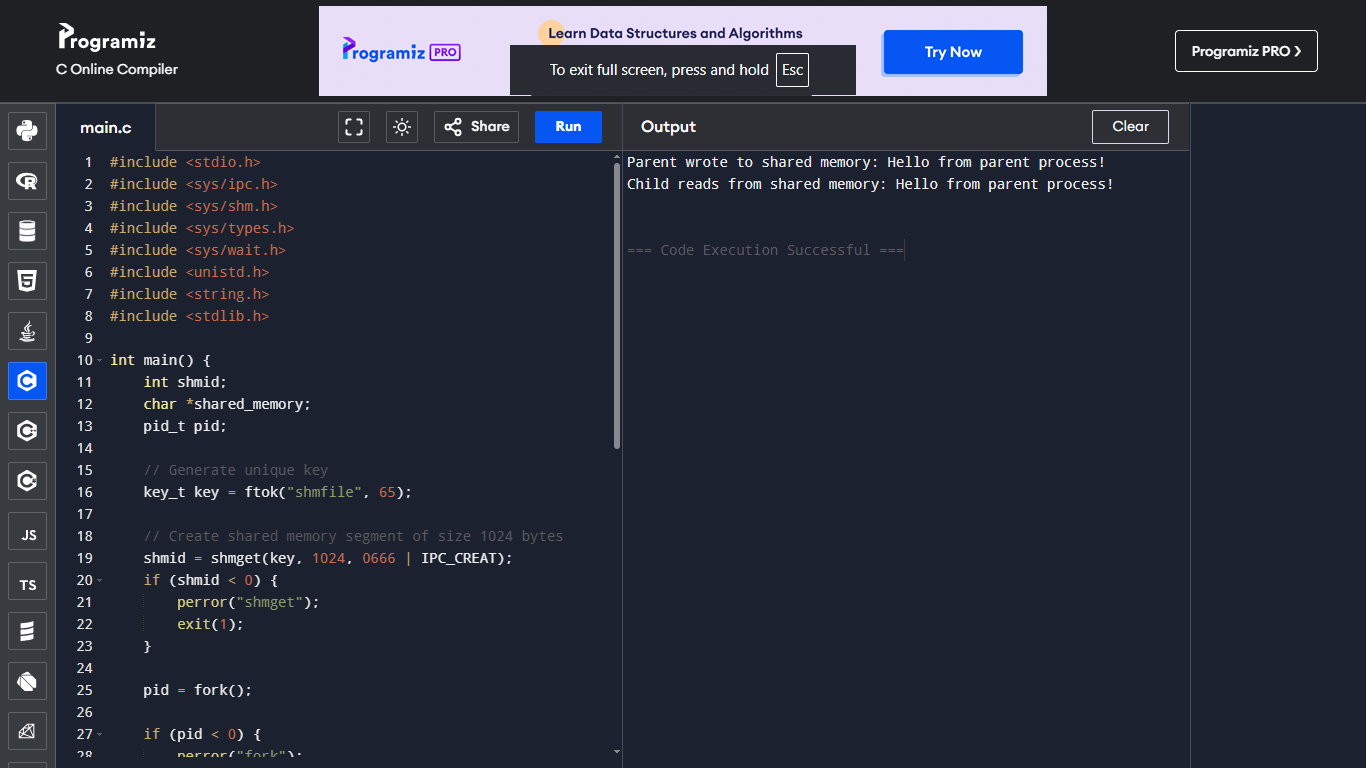 Programiz
C Online Compiler
Programiz PRO
Learn Data Structures and Algorithms
Try Now
To exit full screen, press and hold Esc
Programiz PRO >
main.c
Share
Run
Output
Clear
1 #include <stdio.h>
2 #include <sys/ipc.h>
3 #include <sys/shm.h>
4 #include <sys/types.h>
5 #include <sys/wait.h>
6 #include <unistd.h>
7 #include <string.h>
8 #include <stdlib.h>
9
10 int main() {
11     int shmid;
12     char *shared_memory;
13     pid_t pid;
14
15     // Generate unique key
16     key_t key = ftok("shmfile", 65);
17
18     // Create shared memory segment of size 1024 bytes
19     shmid = shmget(key, 1024, 0666 | IPC_CREAT);
20     if (shmid < 0) {
21         perror("shmget");
22         exit(1);
23     }
24
25     pid = fork();
26
27     if (pid < 0) {
28         perror("fork");
Parent wrote to shared memory: Hello from parent process!
Child reads from shared memory: Hello from parent process!
=== Code Execution Successful ===
JS
TS